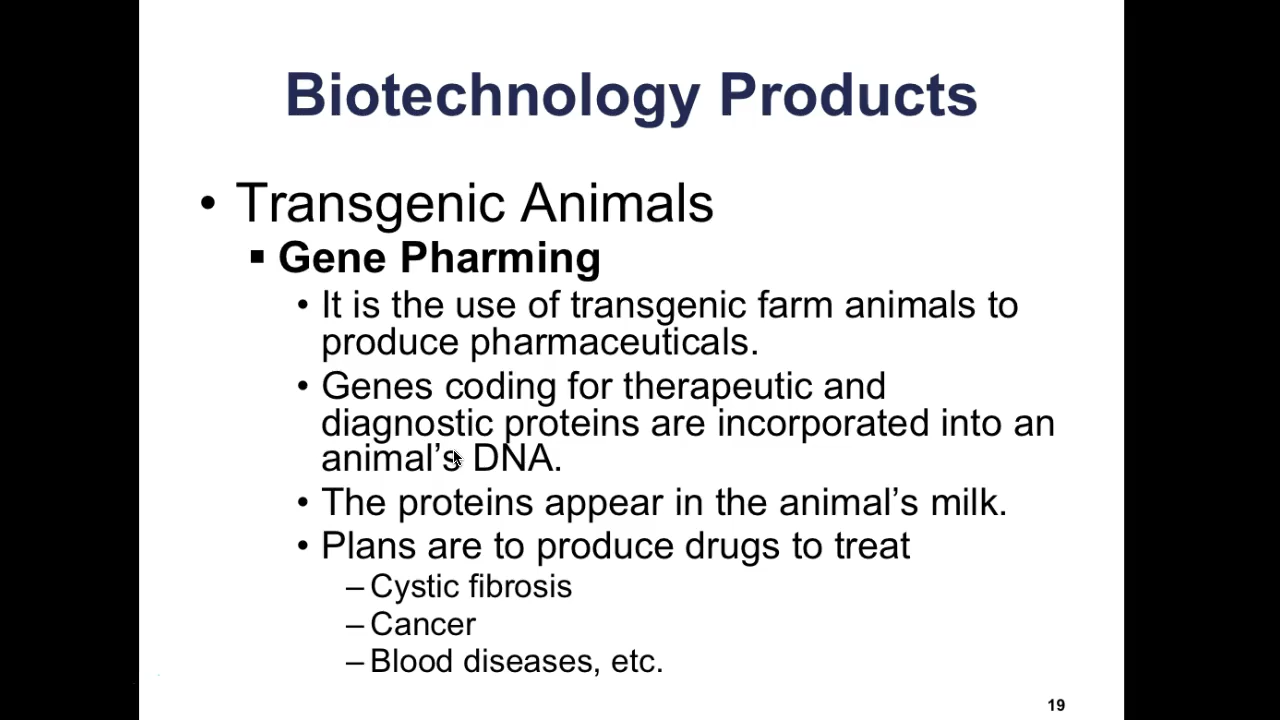 Biotechnology Products
• Transgenic Animals
▪ Gene Pharming
• It is the use of transgenic farm animals to
produce pharmaceuticals.
• Genes coding for therapeutic and
diagnostic proteins are incorporated into an
animal’s DNA.
• The proteins appear in the animal’s milk.
• Plans are to produce drugs to treat
– Cystic fibrosis
– Cancer
– Blood diseases, etc.
19